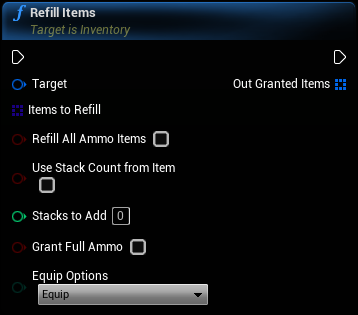 Refill Items
Target is Inventory
Target
Out Granted Items
Items to Refill
Refill All Ammo Items
Use Stack Count from Item
Stacks to Add 0
Grant Full Ammo
Equip Options
Equip